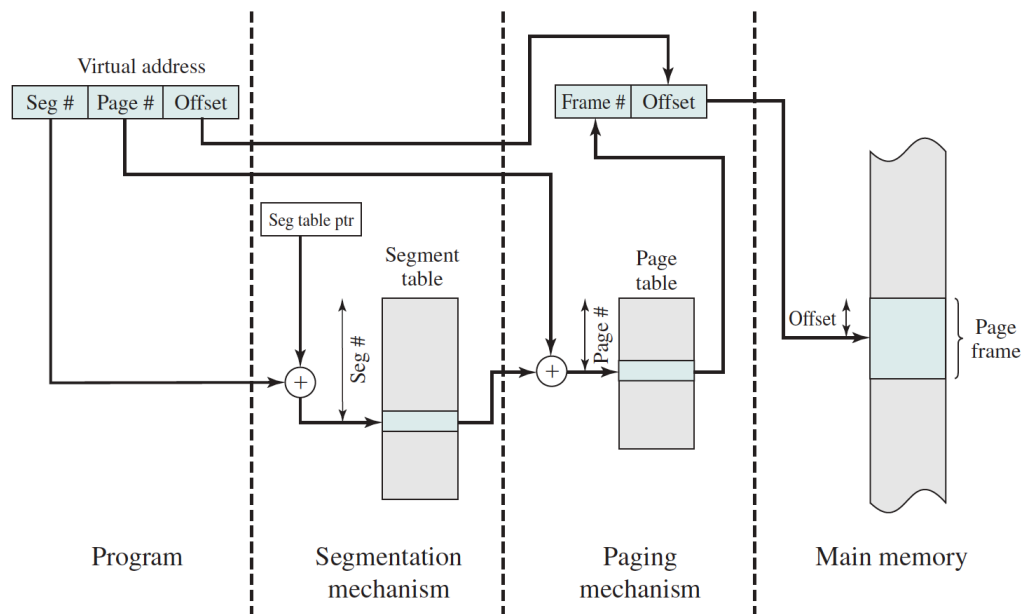 Virtual address
Seg # Page # Offset
Frame # Offset
Seg table ptr
Segment
table
Page
table
Seg #
Page #
+
+
Offset
Page
frame
Program
Segmentation
mechanism
Paging
mechanism
Main memory